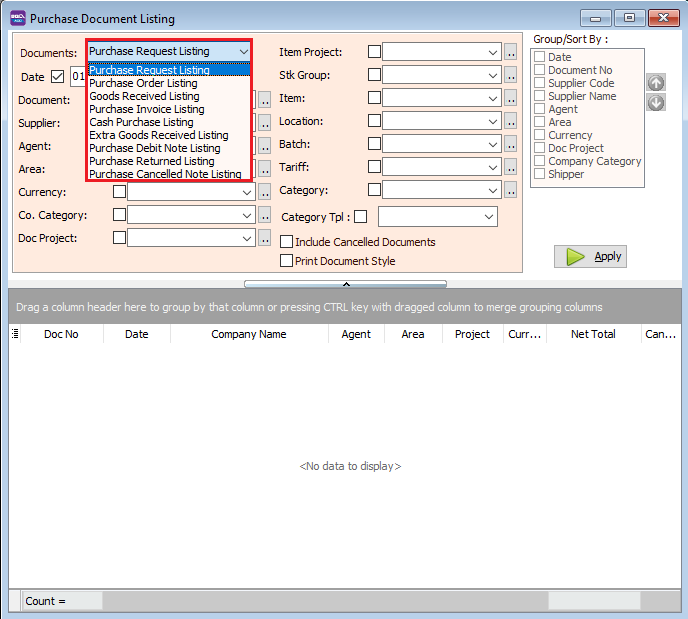 Purchase Document Listing
Documents: Purchase Request Listing
Purchase Request Listing
Purchase Order Listing
Goods Received Listing
Purchase Invoice Listing
Cash Purchase Listing
Extra Goods Received Listing
Purchase Debit Note Listing
Purchase Returned Listing
Purchase Cancelled Note Listing
Date 01
Document:
Supplier:
Agent:
Area:
Currency:
Co. Category:
Doc Project:
Item Project:
Stk Group:
Item:
Location:
Batch:
Tariff:
Category:
Category Tpl :
Include Cancelled Documents
Print Document Style
Group/Sort By :
Date
Document No
Supplier Code
Supplier Name
Agent
Area
Currency
Doc Project
Company Category
Shipper
Apply
Drag a column header here to group by that column or pressing CTRL key with dragged column to merge grouping columns
Doc No Date Company Name Agent Area Project Curr... Net Total Can...
<No data to display>
Count =